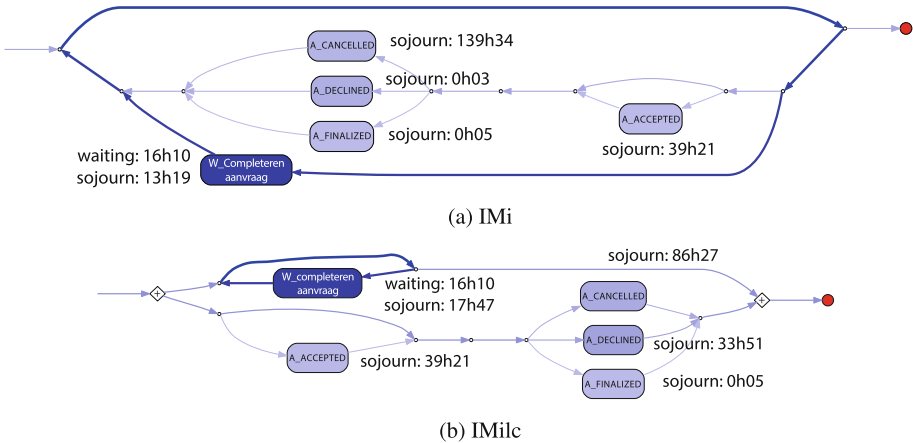 A_CANCELLED
sojourn: 139h34
A_DECLINED
sojourn: 0h03
A_FINALIZED
sojourn: 0h05
A_ACCEPTED
sojourn: 39h21
waiting: 16h10
sojourn: 13h19
W_Completeren
aanvraag
(a) IMi
sojourn: 86h27
W_completeren
aanvraag
waiting: 16h10
sojourn: 17h47
+
+
A_CANCELLED
A_DECLINED
sojourn: 33h51
A_ACCEPTED
sojourn: 39h21
A_FINALIZED
sojourn: 0h05
(b) IMilc